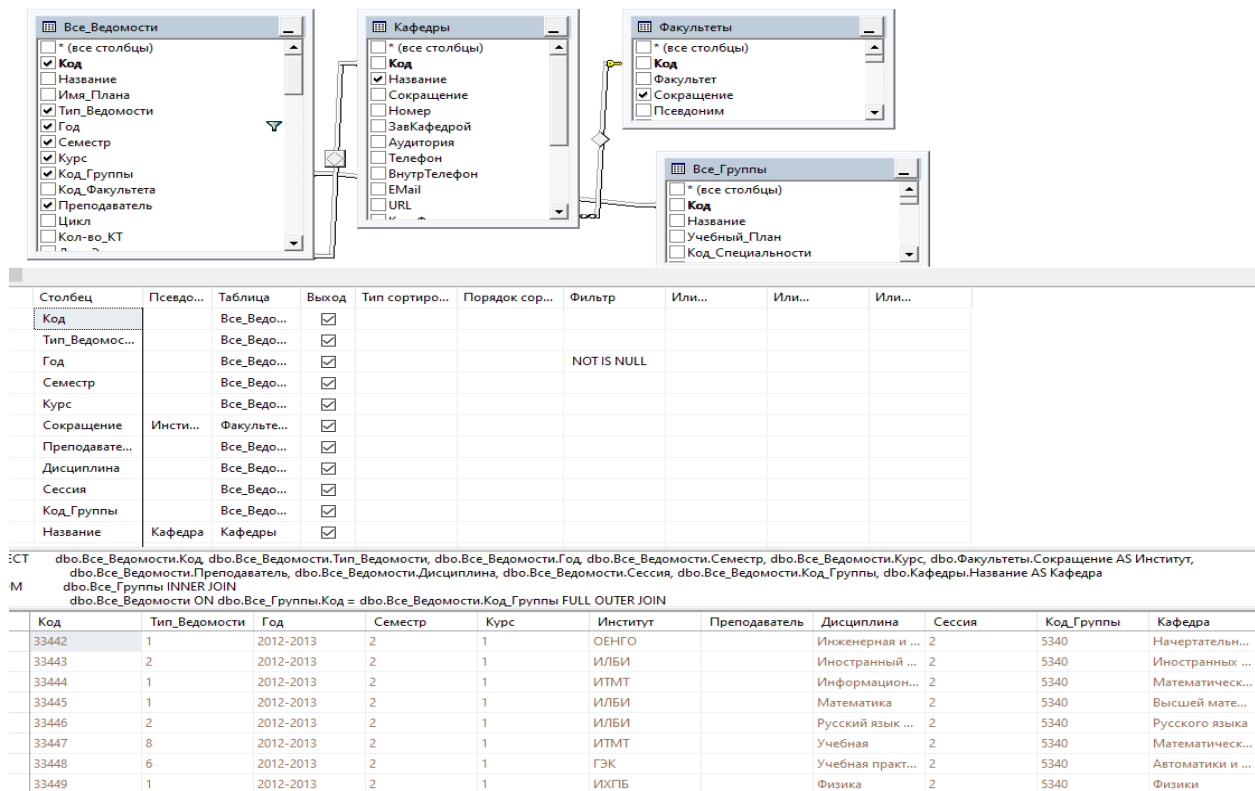 Все_Ведомости
* (все столбцы)
Код
Название
Имя_Плана
Тип_Ведомости
Год
Семестр
Курс
Код_Группы
Код_Факультета
Преподаватель
Цикл
Кол-во_КТ
Кафедры
* (все столбцы)
Код
Название
Сокращение
Номер
ЗавКафедрой
Аудитория
Телефон
ВнутрТелефон
EMail
URL
Факультеты
* (все столбцы)
Код
Факультет
Сокращение
Псевдоним
Все_Группы
* (все столбцы)
Код
Название
Учебный_План
Код_Специальности
Столбец Псевдо... Таблица Выход Тип сортиро... Порядок сор... Фильтр Или... Или... Или...
Код Все_Ведо...
Тип_Ведомос... Все_Ведо...
Год Все_Ведо... NOT IS NULL
Семестр Все_Ведо...
Курс Все_Ведо...
Сокращение Инсти... Факульте...
Преподавате... Все_Ведо...
Дисциплина Все_Ведо...
Сессия Все_Ведо...
Код_Группы Все_Ведо...
Название Кафедра Кафедры
ECT dbo.Все_Ведомости.Код, dbo.Все_Ведомости.Тип_Ведомости, dbo.Все_Ведомости.Год, dbo.Все_Ведомости.Семестр, dbo.Все_Ведомости.Курс, dbo.Факультеты.Сокращение AS Институт,
dbo.Все_Ведомости.Преподаватель, dbo.Все_Ведомости.Дисциплина, dbo.Все_Ведомости.Сессия, dbo.Все_Ведомости.Код_Группы, dbo.Кафедры.Название AS Кафедра
OM dbo.Все_Группы INNER JOIN
dbo.Все_Ведомости ON dbo.Все_Группы.Код = dbo.Все_Ведомости.Код_Группы FULL OUTER JOIN
Код Тип_Ведомости Год Семестр Курс Институт Преподаватель Дисциплина Сессия Код_Группы Кафедра
33442 1 2012-2013 2 1 ОЕНГО Инженерная и ... 2 5340 Начертательн...
33443 2 2012-2013 2 1 ИЛБИ Иностранный ... 2 5340 Иностранных ...
33444 1 2012-2013 2 1 ИТМТ Информацион... 2 5340 Математическ...
33445 1 2012-2013 2 1 ИЛБИ Математика 2 5340 Высшей мате...
33446 2 2012-2013 2 1 ИЛБИ Русский язык ... 2 5340 Русского языка
33447 8 2012-2013 2 1 ИТМТ Учебная 2 5340 Математическ...
33448 6 2012-2013 2 1 ГЭК Учебная практ... 2 5340 Автоматики и ...
33449 1 2012-2013 2 1 ИХПБ Физика 2 5340 Физики